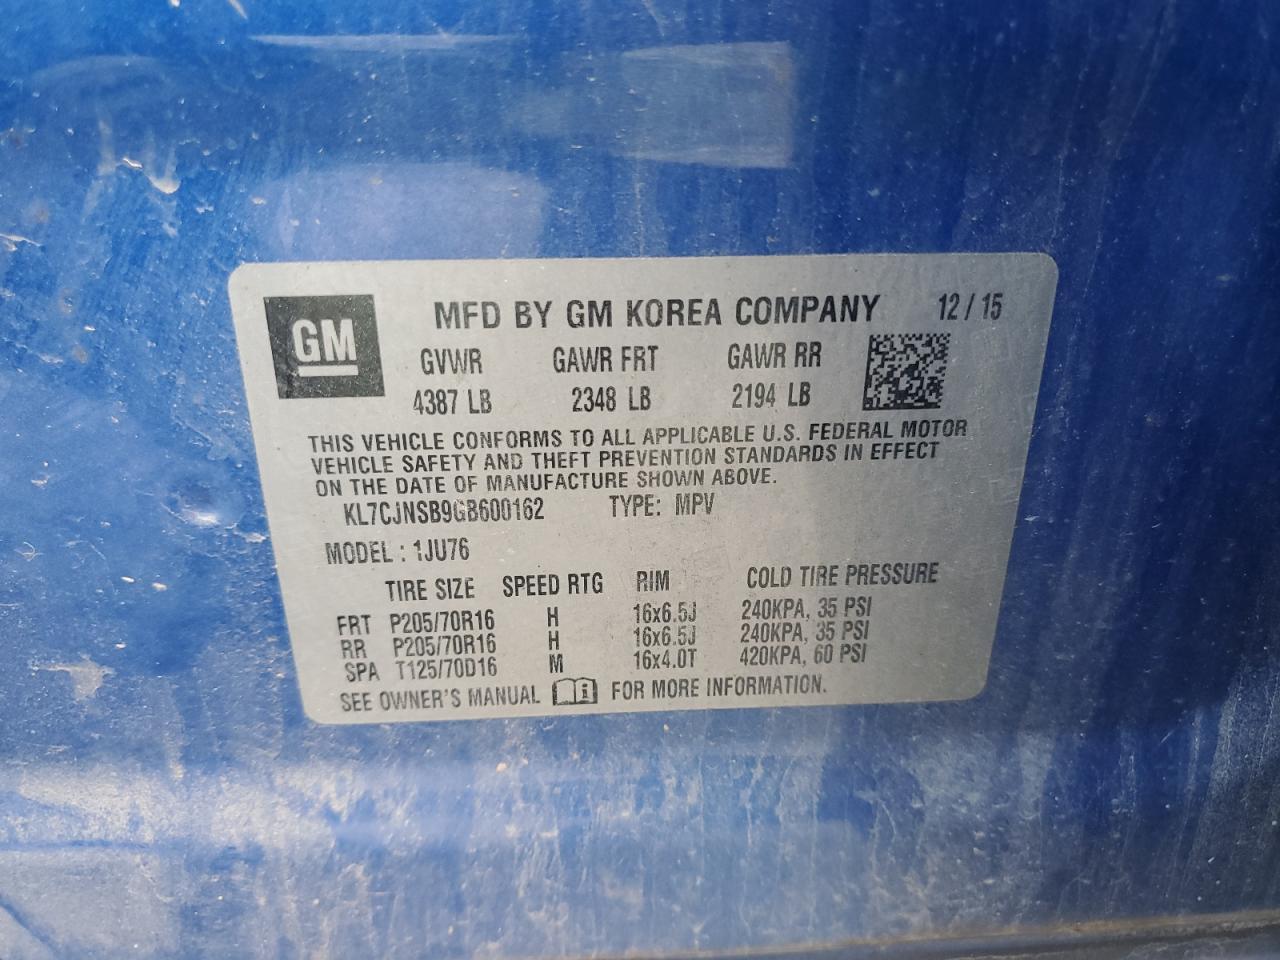 GM
MFD BY GM KOREA COMPANY 12 / 15
GVWR GAWR FRT GAWR RR
4387 LB 2348 LB 2194 LB
THIS VEHICLE CONFORMS TO ALL APPLICABLE U.S. FEDERAL MOTOR
VEHICLE SAFETY AND THEFT PREVENTION STANDARDS IN EFFECT
ON THE DATE OF MANUFACTURE SHOWN ABOVE.
KL7CJNSB9GB600162 TYPE: MPV
MODEL : 1JU76
TIRE SIZE SPEED RTG RIM COLD TIRE PRESSURE
FRT P205/70R16 H 16x6.5J 240KPA, 35 PSI
RR P205/70R16 H 16x6.5J 240KPA, 35 PSI
SPA T125/70D16 M 16x4.0T 420KPA, 60 PSI
SEE OWNER'S MANUAL i FOR MORE INFORMATION.